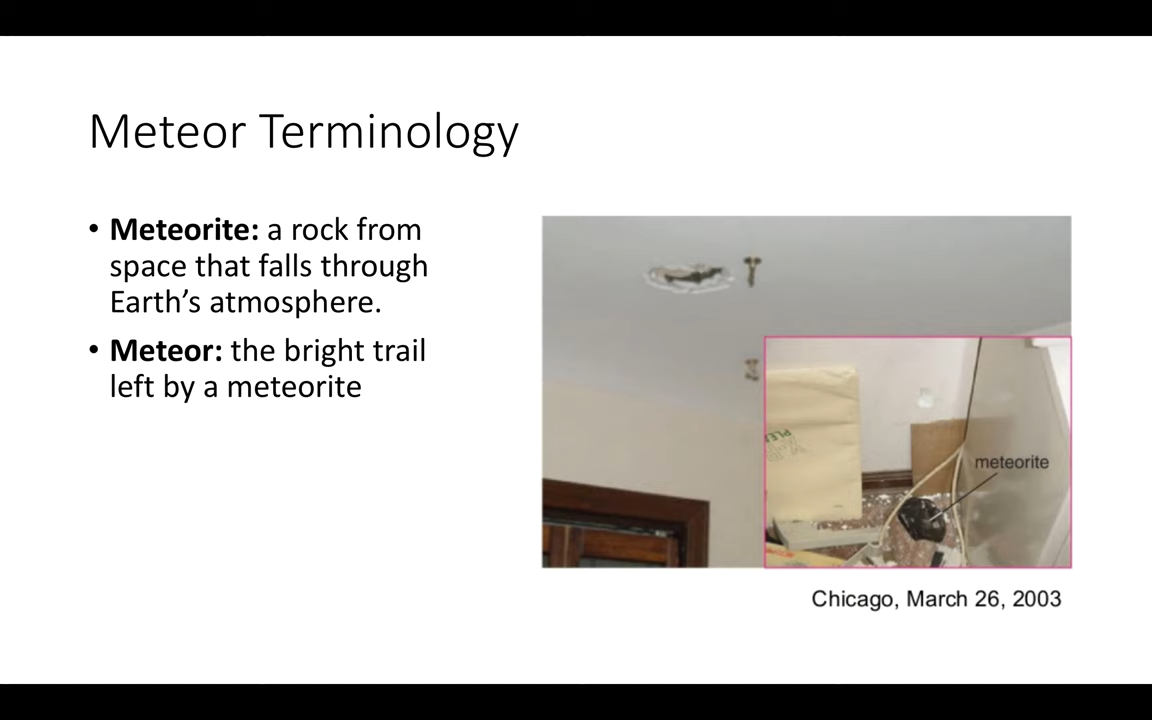 Meteor Terminology
• Meteorite: a rock from
space that falls through
Earth’s atmosphere.
• Meteor: the bright trail
left by a meteorite
meteorite
Chicago, March 26, 2003